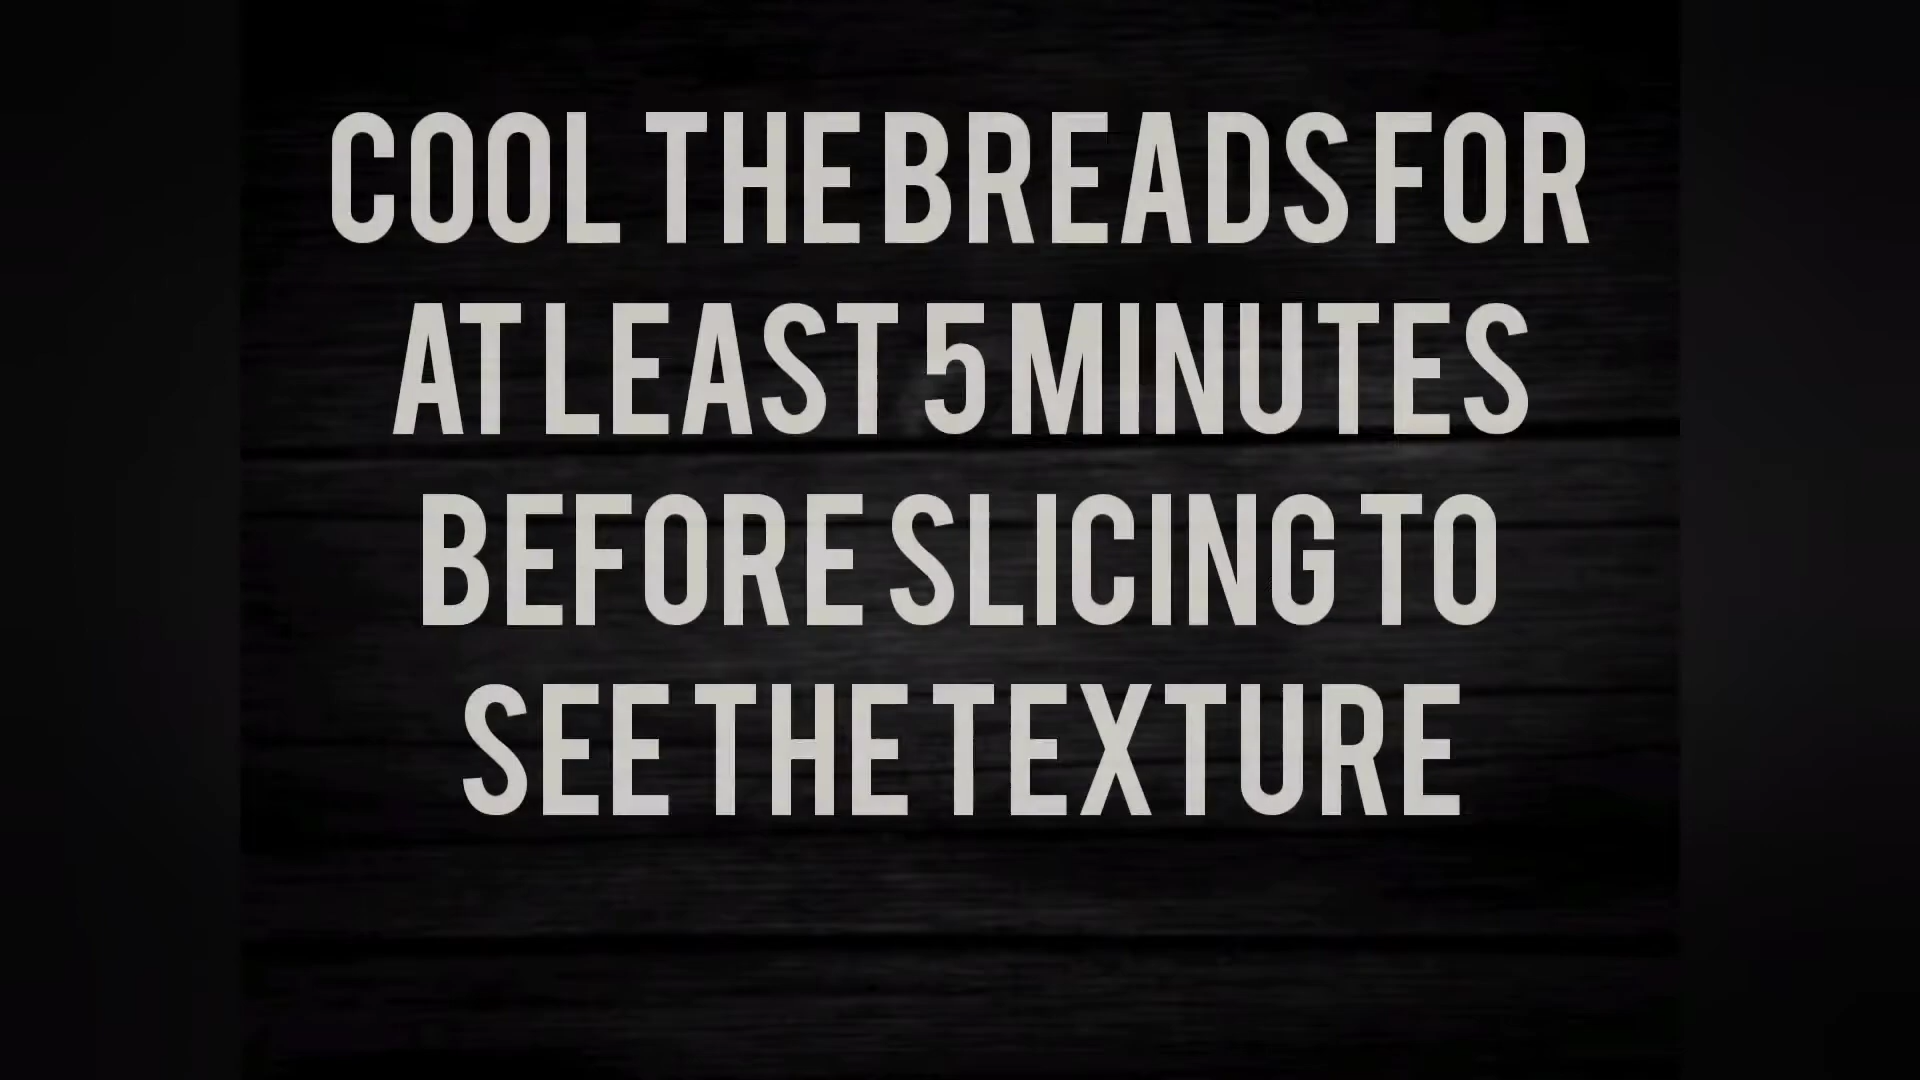 COOL THE BREADS FOR
AT LEAST 5 MINUTES
BEFORE SLICING TO
SEE THE TEXTURE